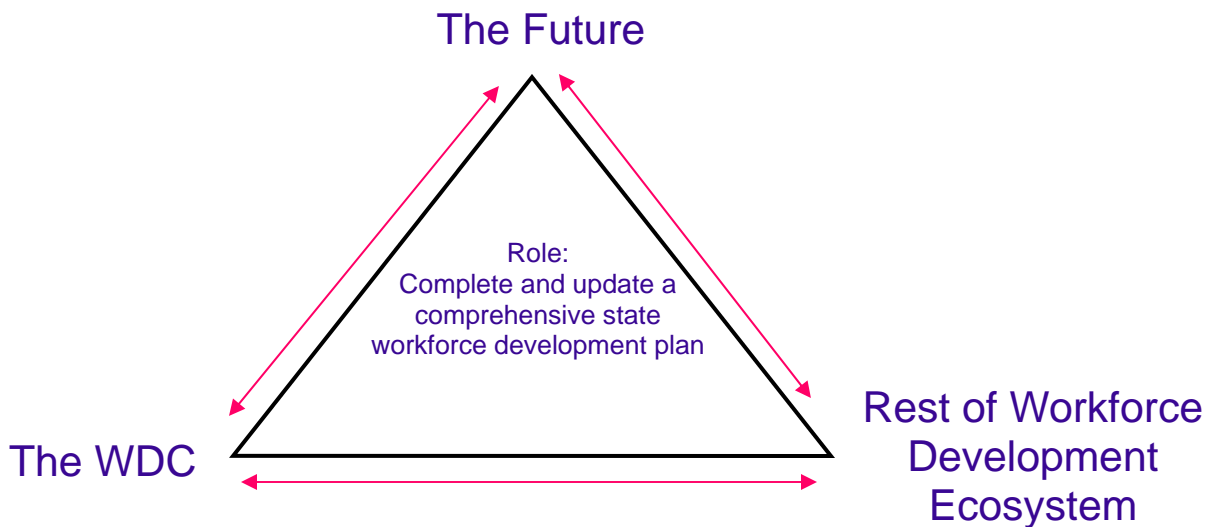 The Future
Role:
Complete and update a
comprehensive state
workforce development plan
The WDC
Rest of Workforce
Development
Ecosystem